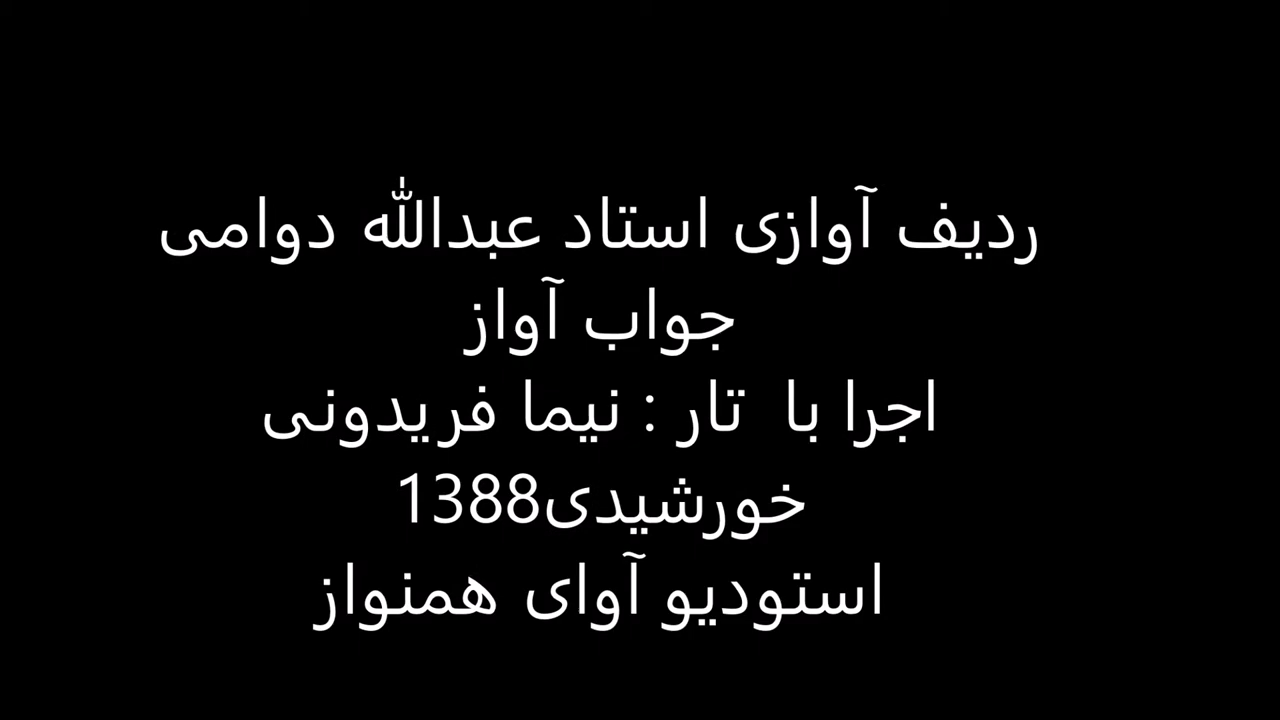 ردیف آوازی استاد عبدالله دوامی
جواب آواز
اجرا با تار : نیما فریدونی
خورشیدی1388
استودیو آوای همنواز